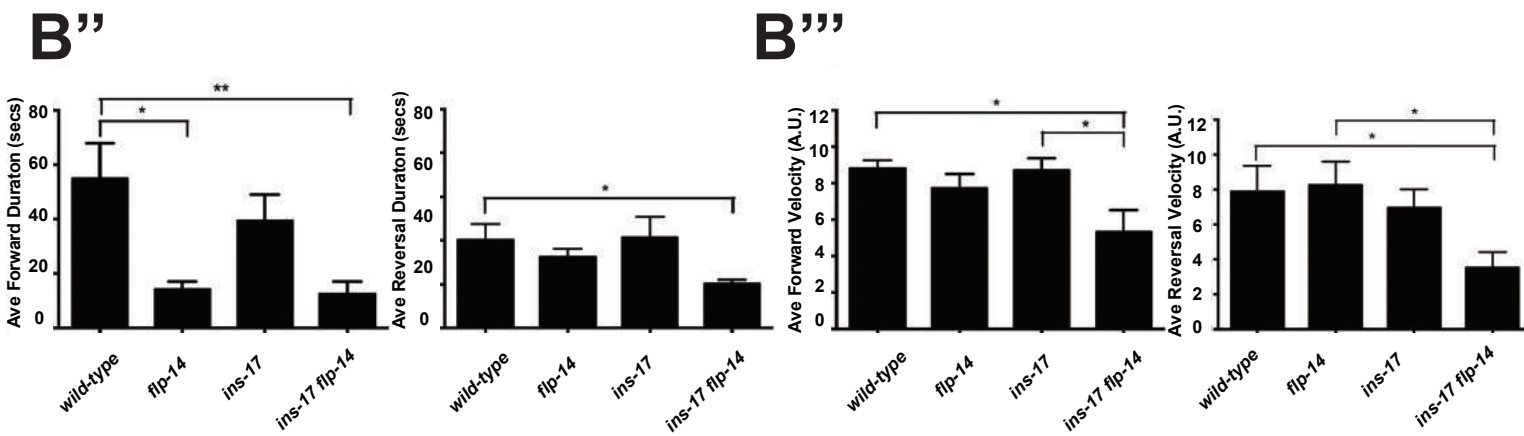 B’’
B’’’
Ave Forward Duraton (secs)
80
60
40
20
0
**
*
wild-type
flp-14
ins-17
ins-17 flp-14
Ave Reversal Duraton (secs)
80
40
20
0
*
wild-type
flp-14
ins-17
ins-17 flp-14
Ave Forward Velocity (A.U.)
12
10
8
6
4
2
0
*
*
wild-type
flp-14
ins-17
ins-17 flp-14
Ave Reversal Velocity (A.U.)
12
10
8
6
4
2
0
*
*
wild-type
flp-14
ins-17
ins-17 flp-14